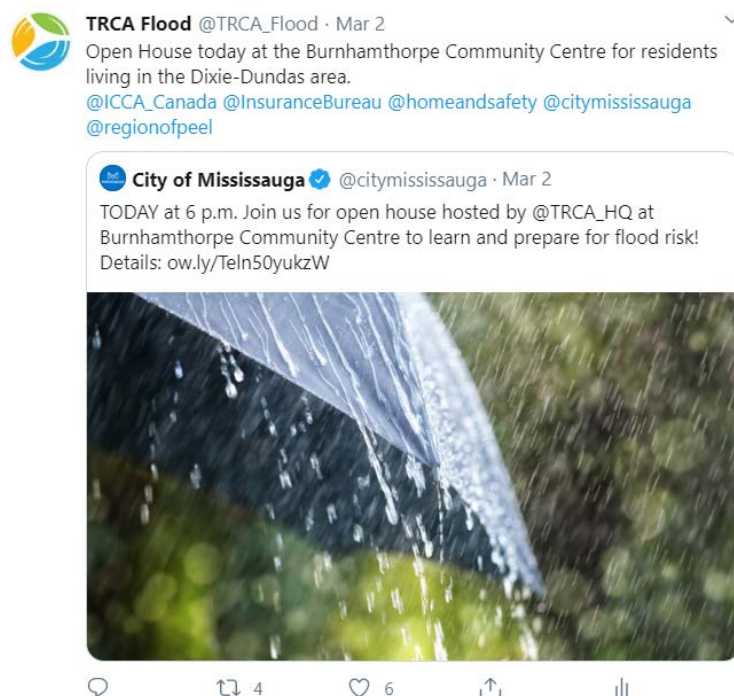 TRCA Flood @TRCA_Flood · Mar 2
Open House today at the Burnhamthorpe Community Centre for residents
living in the Dixie-Dundas area.
@ICCA_Canada @InsuranceBureau @homeandsafety @citymississauga
@regionofpeel
City of Mississauga @citymississauga · Mar 2
TODAY at 6 p.m. Join us for open house hosted by @TRCA_HQ at
Burnhamthorpe Community Centre to learn and prepare for flood risk!
Details: ow.ly/Teln50yukzW
4 6